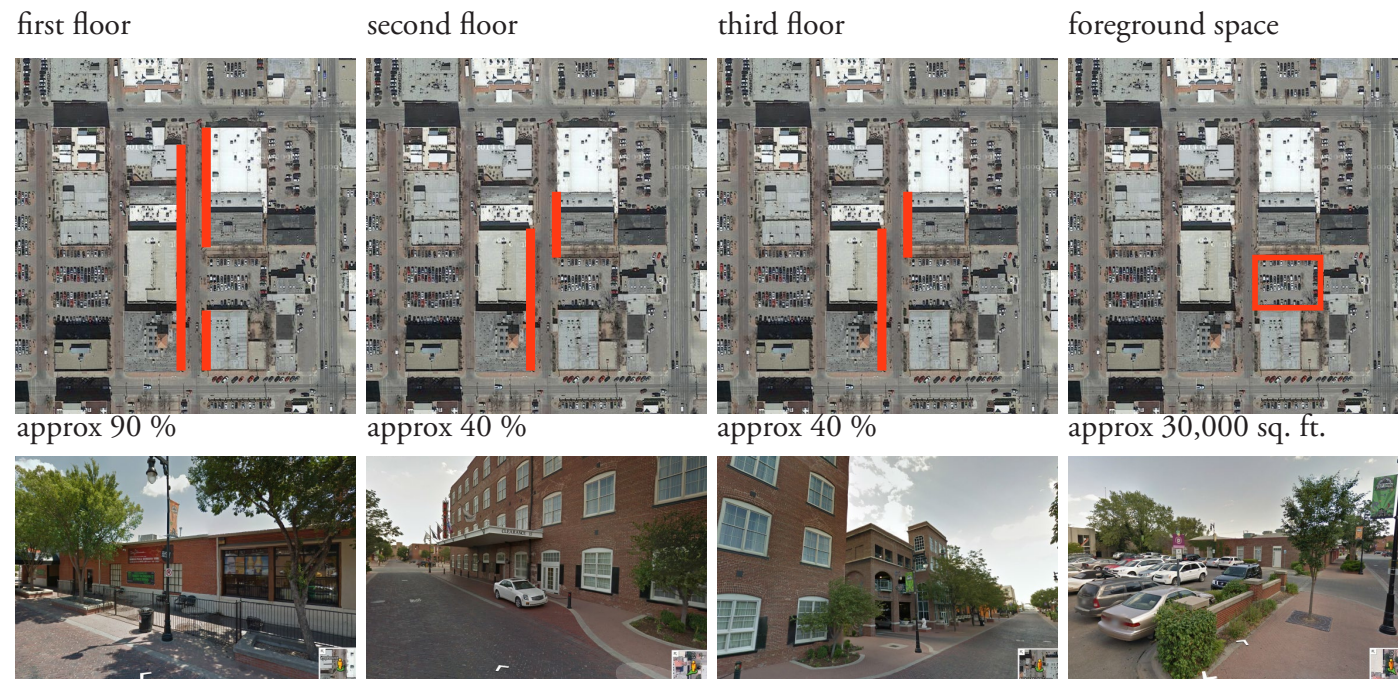 first floor
second floor
third floor
foreground space
approx 90 %
approx 40 %
approx 40 %
approx 30,000 sq. ft.